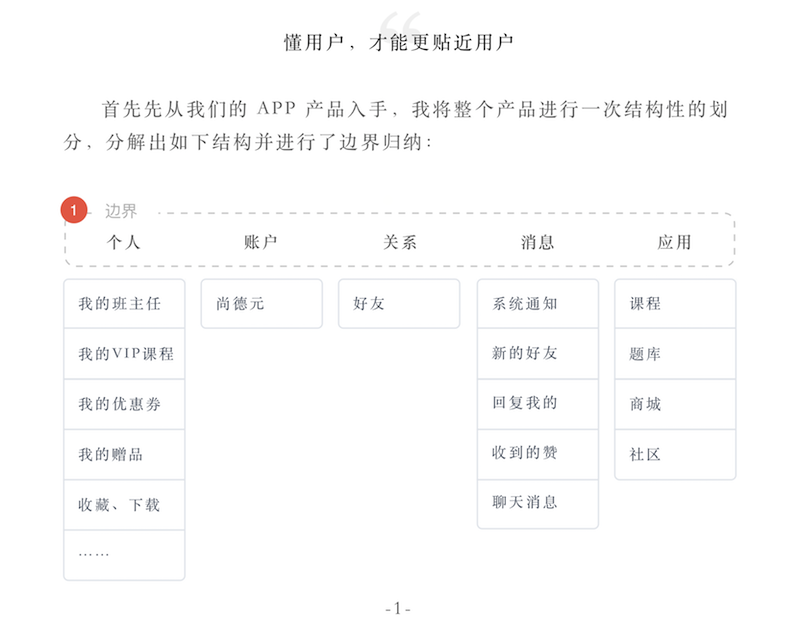 懂用户，才能更贴近用户
首先先从我们的 APP 产品入手，我将整个产品进行一次结构性的划
分，分解出如下结构并进行了边界归纳：
1 边界
个人 账户 关系 消息 应用
我的班主任 尚德元 好友 系统通知 课程
我的VIP课程 新的好友 题库
我的优惠券 回复我的 商城
我的赠品 收到的赞 社区
收藏、下载 聊天消息
……
-1-